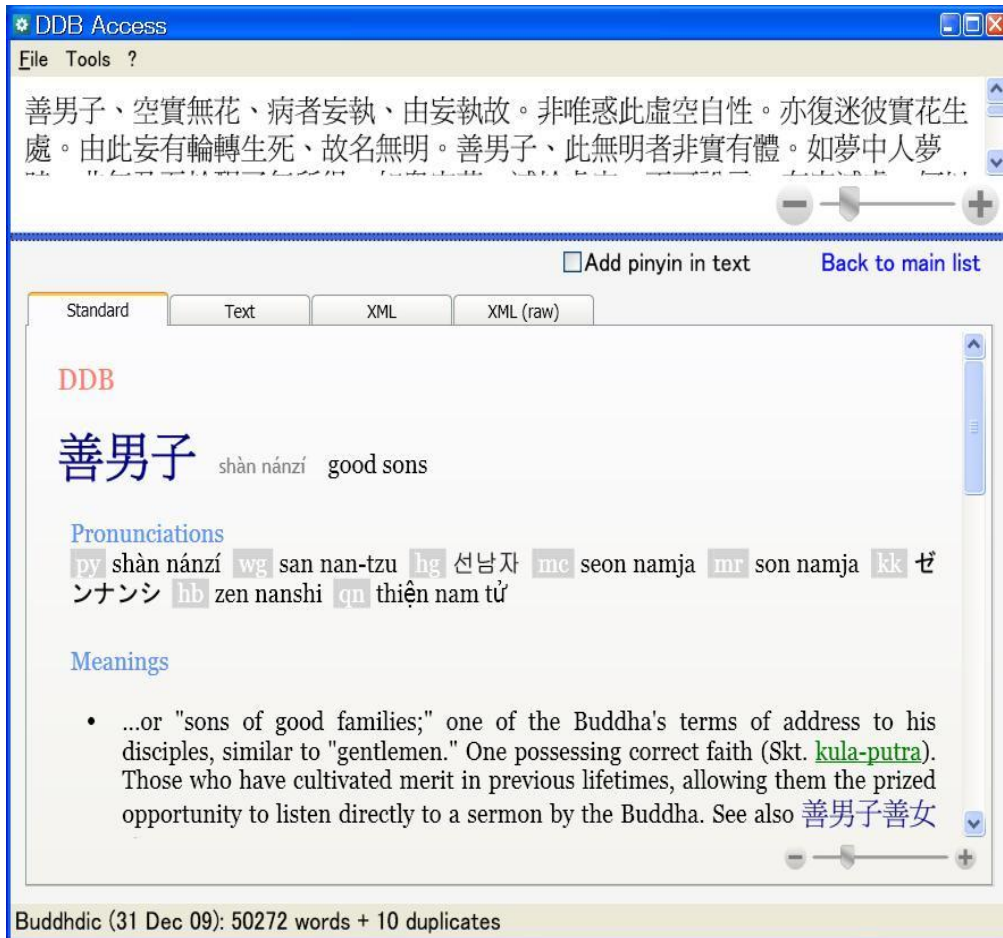 DDB Access
File Tools ?
善男子、空實無花、病者妄執、由妄執故。非唯惑此虛空自性。亦復迷彼實花生
處。由此妄有輪轉生死、故名無明。善男子、此無明者非實有體。如夢中人夢
Add pinyin in text Back to main list
Standard Text XML XML (raw)
DDB
善男子 shàn nánzí good sons
Pronunciations
py shàn nánzí wg san nan-tzu hg 선남자 mc seon namja mr son namja kk ゼ
ンナンシ hb zen nanshi qn thiện nam tử
Meanings
• ...or "sons of good families;" one of the Buddha's terms of address to his
disciples, similar to "gentlemen." One possessing correct faith (Skt. kula-putra).
Those who have cultivated merit in previous lifetimes, allowing them the prized
opportunity to listen directly to a sermon by the Buddha. See also 善男子善女
Buddhdic (31 Dec 09): 50272 words + 10 duplicates